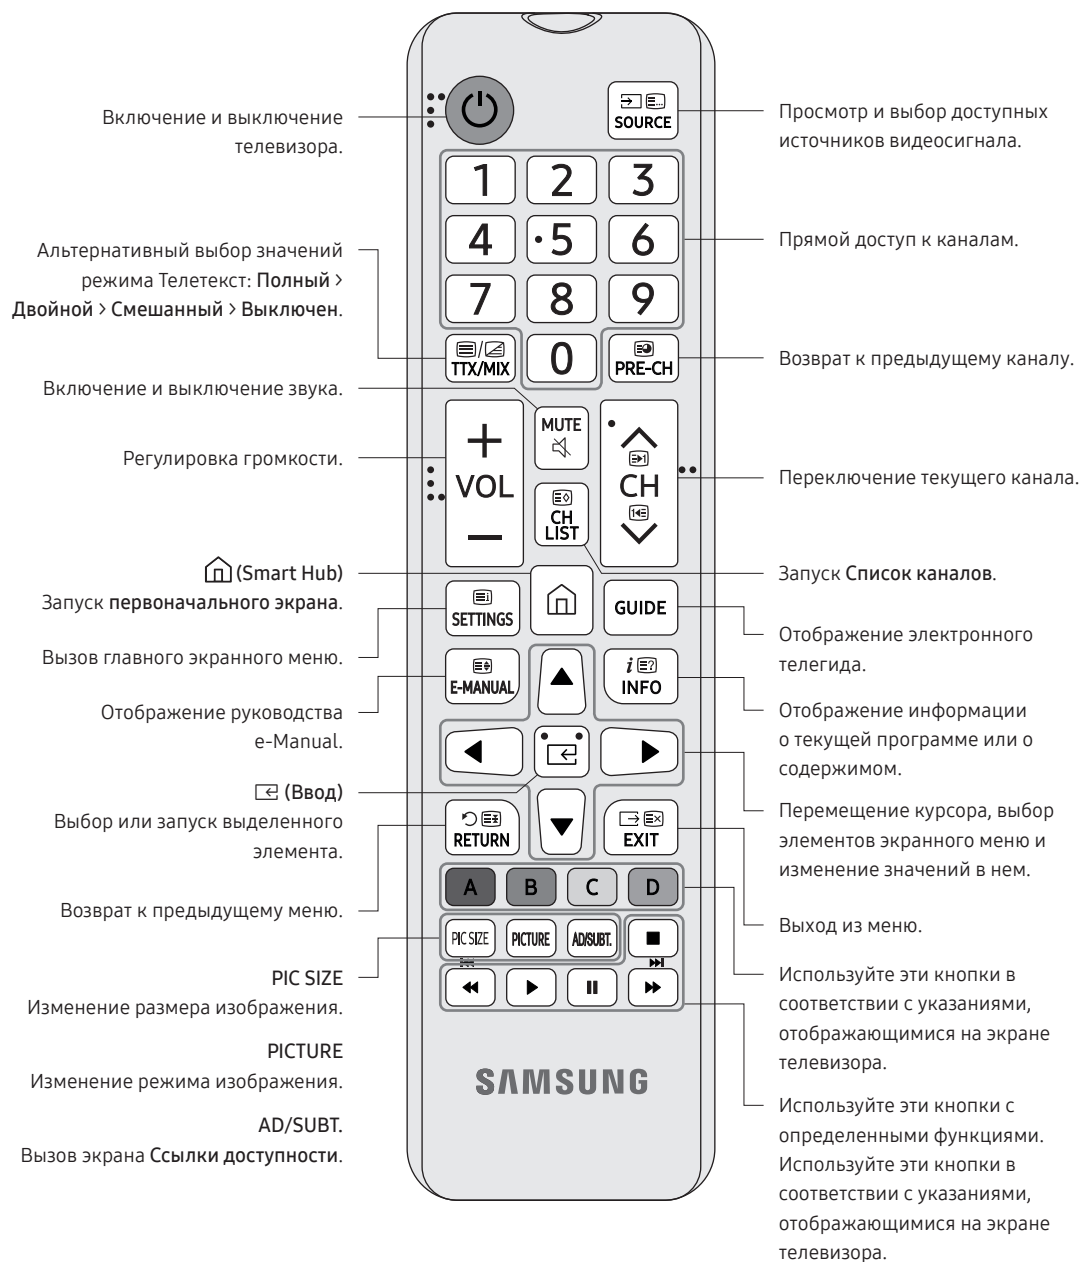 Включение и выключение
телевизора.
Альтернативный выбор значений
режима Телетекст: Полный >
Двойной > Смешанный > Выключен.
Включение и выключение звука.
Регулировка громкости.
(Smart Hub)
Запуск первоначального экрана.
Вызов главного экранного меню.
Отображение руководства
e-Manual.
(Ввод)
Выбор или запуск выделенного
элемента.
Возврат к предыдущему меню.
PIC SIZE
Изменение размера изображения.
PICTURE
Изменение режима изображения.
AD/SUBT.
Вызов экрана Ссылки доступности.
SOURCE
1 2 3
4 5 6
7 8 9
TTX/MIX 0 PRE-CH
MUTE
VOL
CH
CH
LIST
SETTINGS
GUIDE
E-MANUAL
INFO
RETURN
EXIT
A B C D
PIC SIZE PICTURE AD/SUBT.
SAMSUNG
Просмотр и выбор доступных
источников видеосигнала.
Прямой доступ к каналам.
Возврат к предыдущему каналу.
Переключение текущего канала.
Запуск Список каналов.
Отображение электронного
телегида.
Отображение информации
о текущей программе или о
содержимом.
Перемещение курсора, выбор
элементов экранного меню и
изменение значений в нем.
Выход из меню.
Используйте эти кнопки в
соответствии с указаниями,
отображающимися на экране
телевизора.
Используйте эти кнопки с
определенными функциями.
Используйте эти кнопки в
соответствии с указаниями,
отображающимися на экране
телевизора.